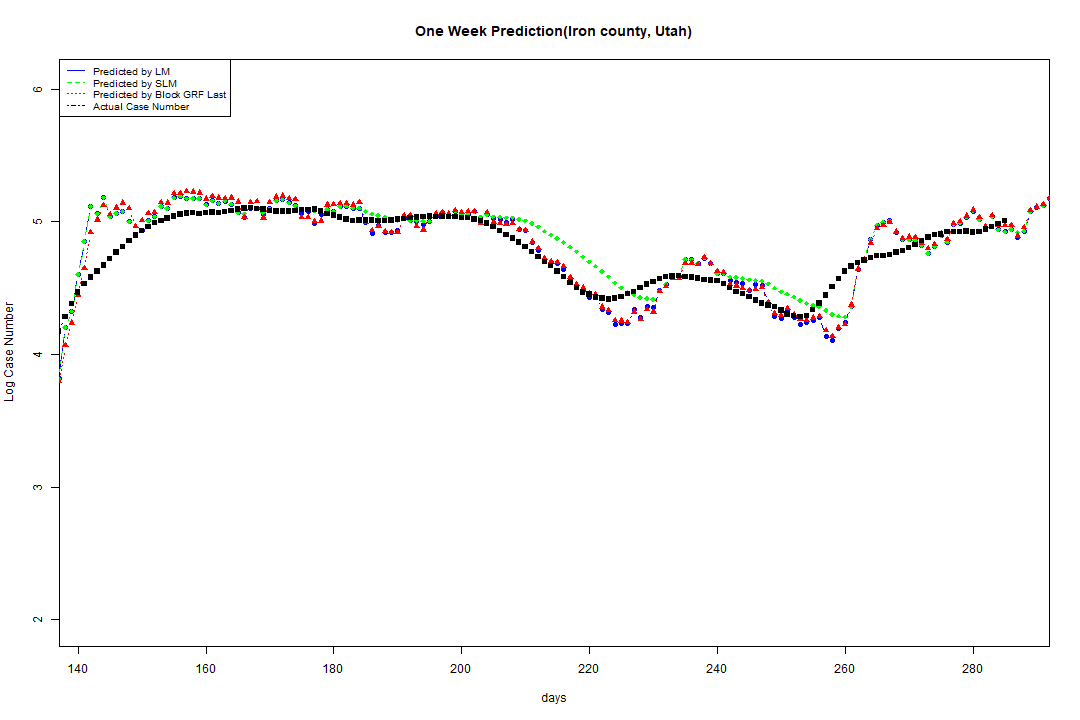 One Week Prediction(Iron county, Utah)
Predicted by LM
Predicted by SLM
Predicted by Block GRF Last
Actual Case Number
6
5
4
3
2
Log Case Number
140 160 180 200 220 240 260 280
days